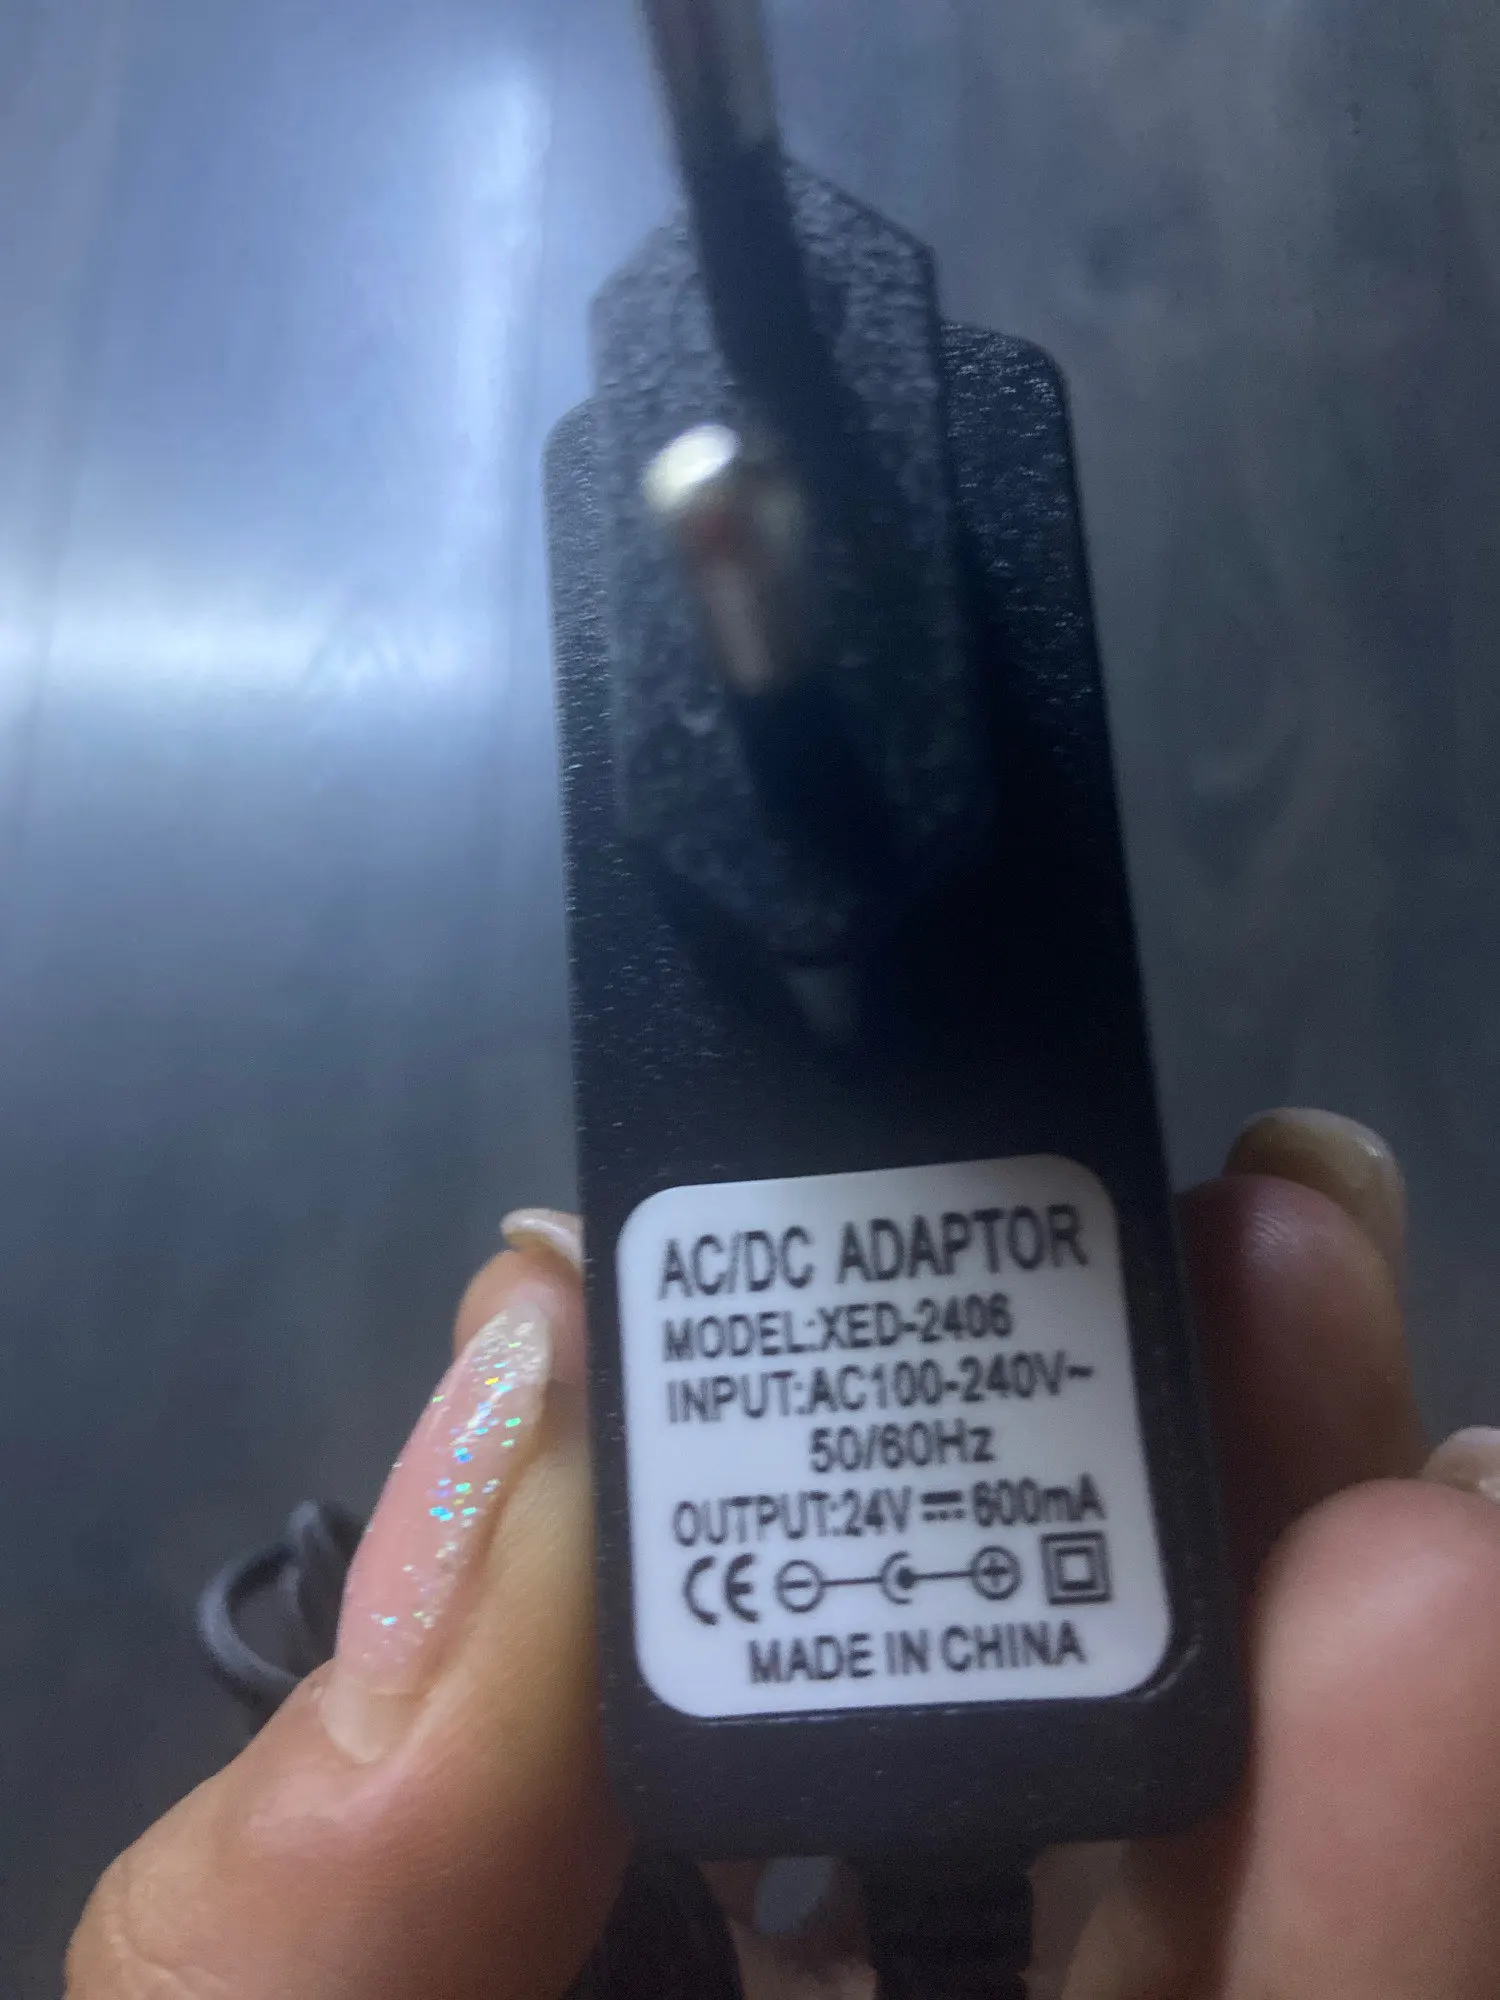 AC/DC ADAPTOR
MODEL:XED-2406
INPUT:AC100-240V~
50/60Hz
OUTPUT:24V⎓600mA
CE
MADE IN CHINA